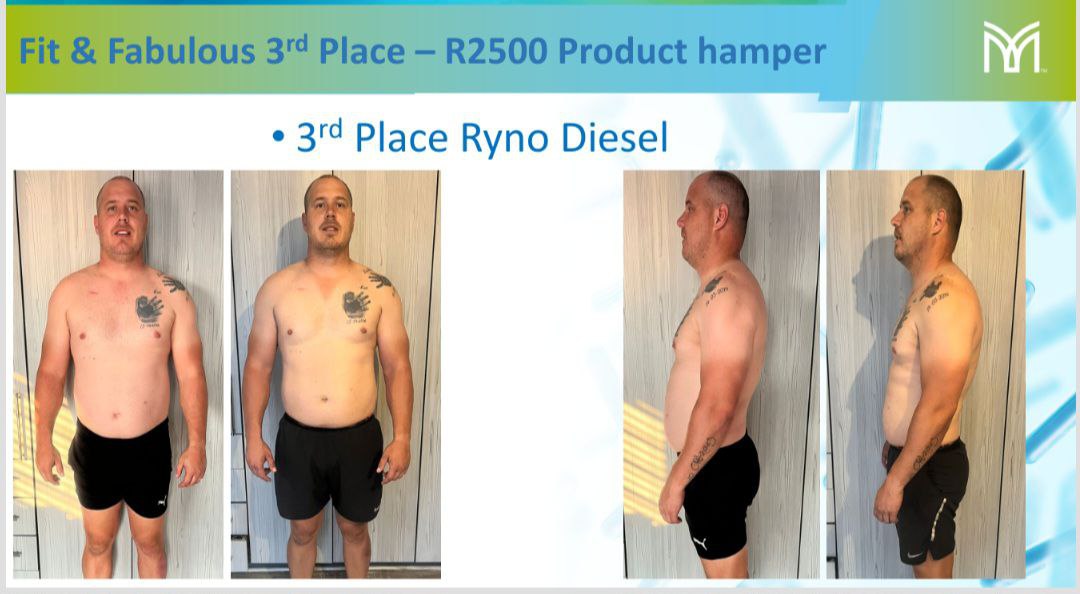 Fit & Fabulous 3rd Place – R2500 Product hamper
• 3rd Place Ryno Diesel